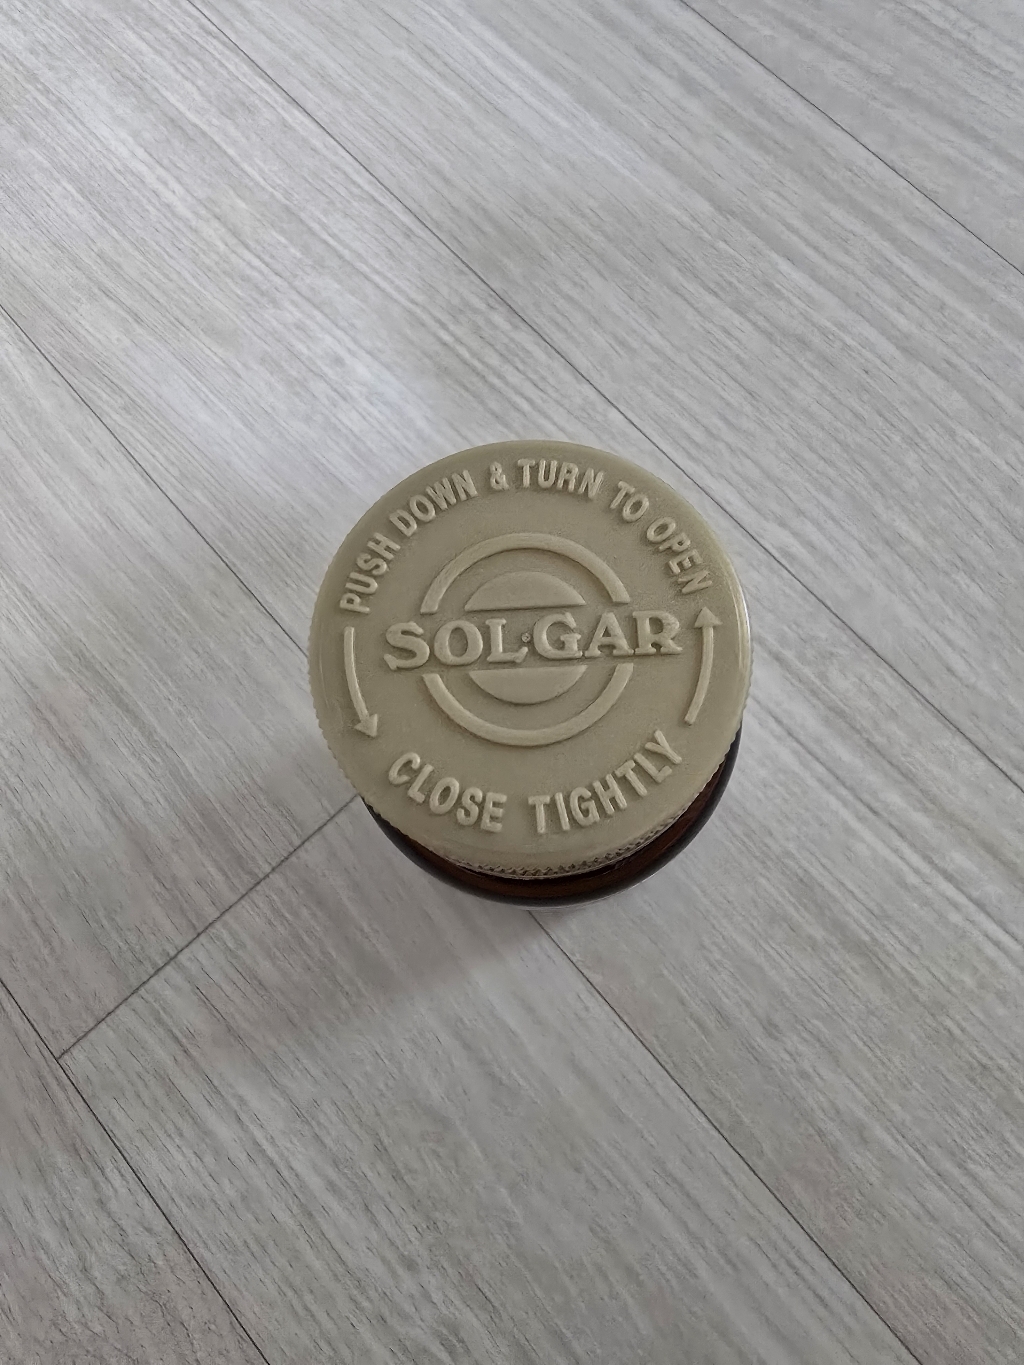 PUSH DOWN & TURN TO OPEN
SOLGAR
CLOSE TIGHTLY